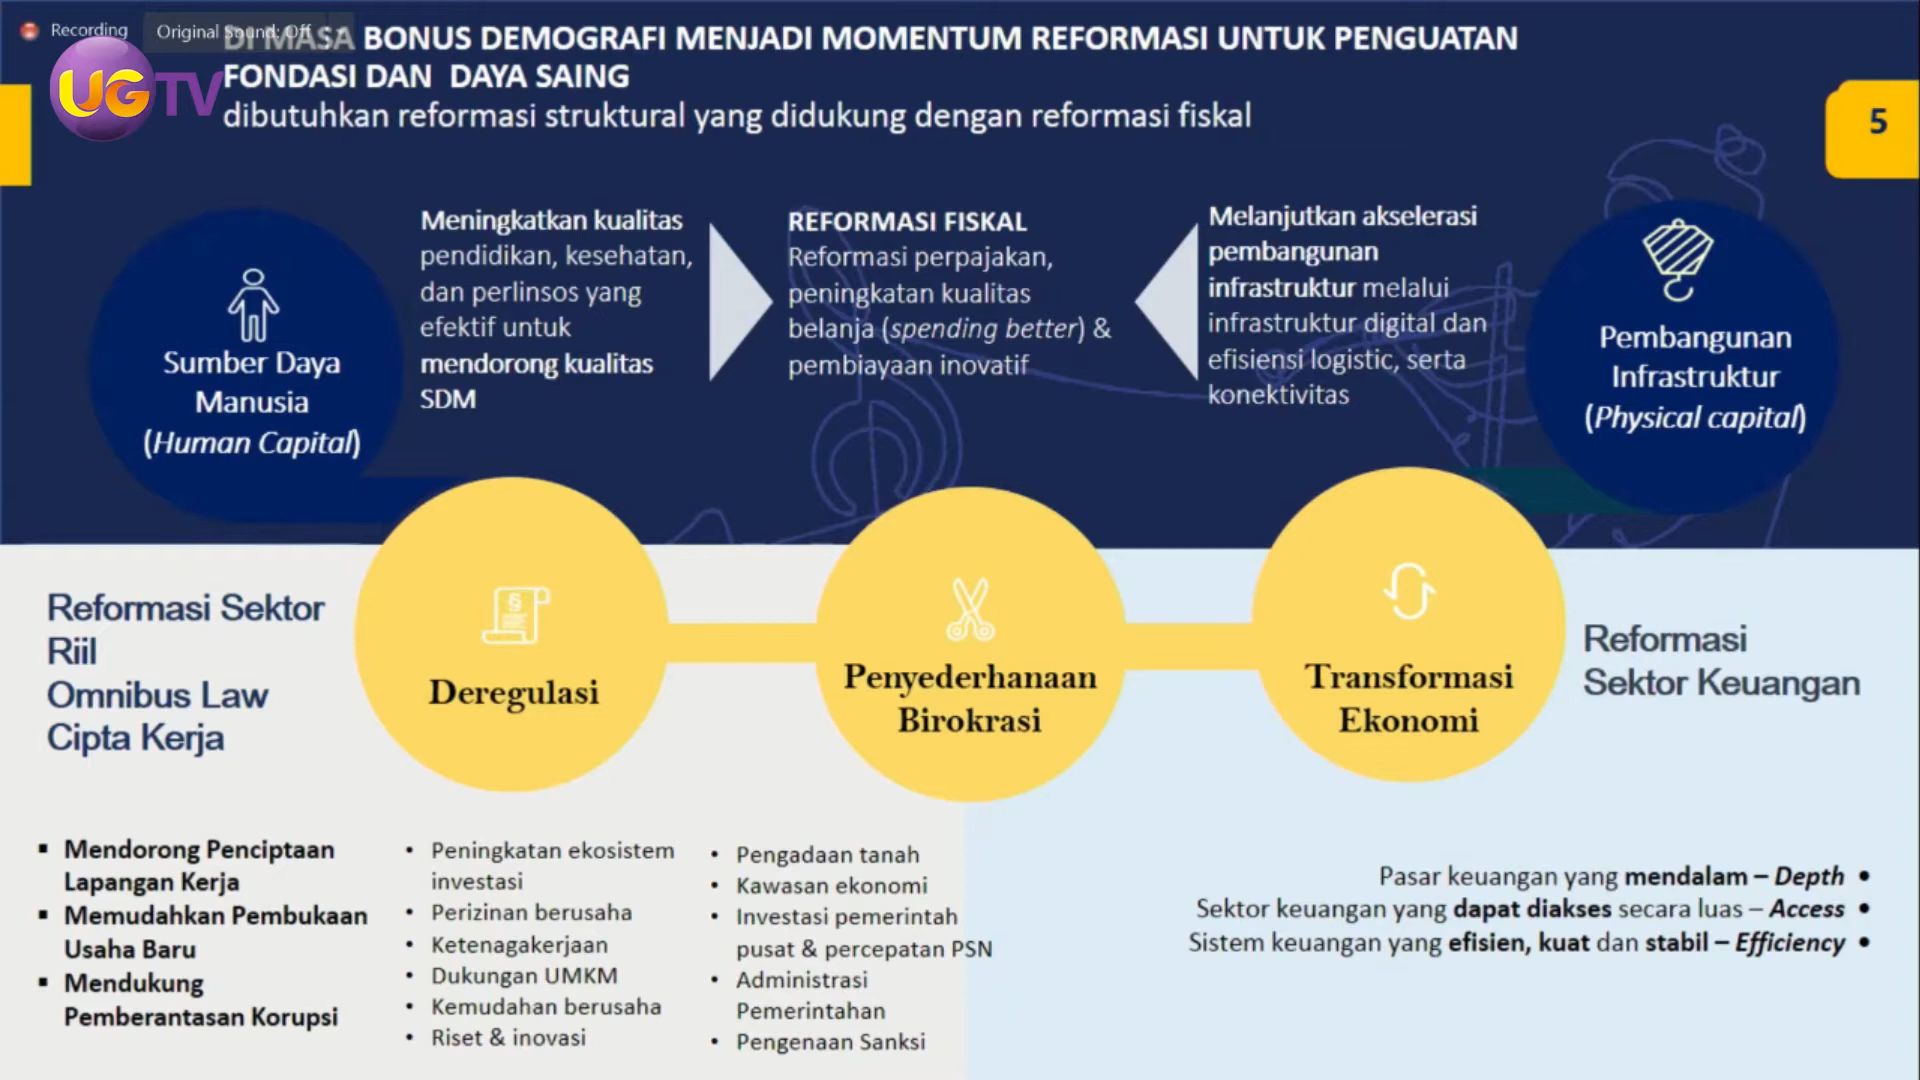 Recording
Original Sound: Off
UGTV
DI MASA BONUS DEMOGRAFI MENJADI MOMENTUM REFORMASI UNTUK PENGUATAN
FONDASI DAN DAYA SAING
dibutuhkan reformasi struktural yang didukung dengan reformasi fiskal
5
Sumber Daya
Manusia
(Human Capital)
Meningkatkan kualitas
pendidikan, kesehatan,
dan perlinsos yang
efektif untuk
mendorong kualitas
SDM
REFORMASI FISKAL
Reformasi perpajakan,
peningkatan kualitas
belanja (spending better) &
pembiayaan inovatif
Melanjutkan akselerasi
pembangunan
infrastruktur melalui
infrastruktur digital dan
efisiensi logistic, serta
konektivitas
Pembangunan
Infrastruktur
(Physical capital)
Reformasi Sektor
Riil
Omnibus Law
Cipta Kerja
§
Deregulasi
Penyederhanaan
Birokrasi
Transformasi
Ekonomi
Reformasi
Sektor Keuangan
▪ Mendorong Penciptaan
Lapangan Kerja
▪ Memudahkan Pembukaan
Usaha Baru
▪ Mendukung
Pemberantasan Korupsi
• Peningkatan ekosistem
investasi
• Perizinan berusaha
• Ketenagakerjaan
• Dukungan UMKM
• Kemudahan berusaha
• Riset & inovasi
• Pengadaan tanah
• Kawasan ekonomi
• Investasi pemerintah
pusat & percepatan PSN
• Administrasi
Pemerintahan
• Pengenaan Sanksi
Pasar keuangan yang mendalam – Depth •
Sektor keuangan yang dapat diakses secara luas – Access •
Sistem keuangan yang efisien, kuat dan stabil – Efficiency •